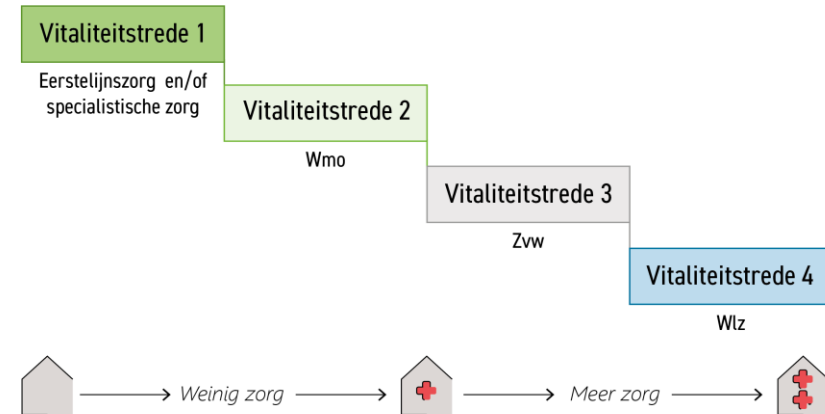 Vitaliteitstrede 1
Eerstelijnszorg en/of
specialistische zorg
Vitaliteitstrede 2
Wmo
Vitaliteitstrede 3
Zvw
Vitaliteitstrede 4
Wlz
Weinig zorg
Meer zorg